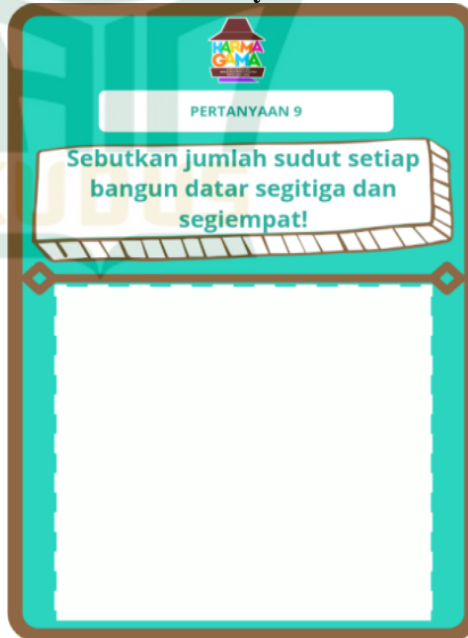 HARMA
GAMA
PERTANYAAN 9
Sebutkan jumlah sudut setiap
bangun datar segitiga dan
segiempat!